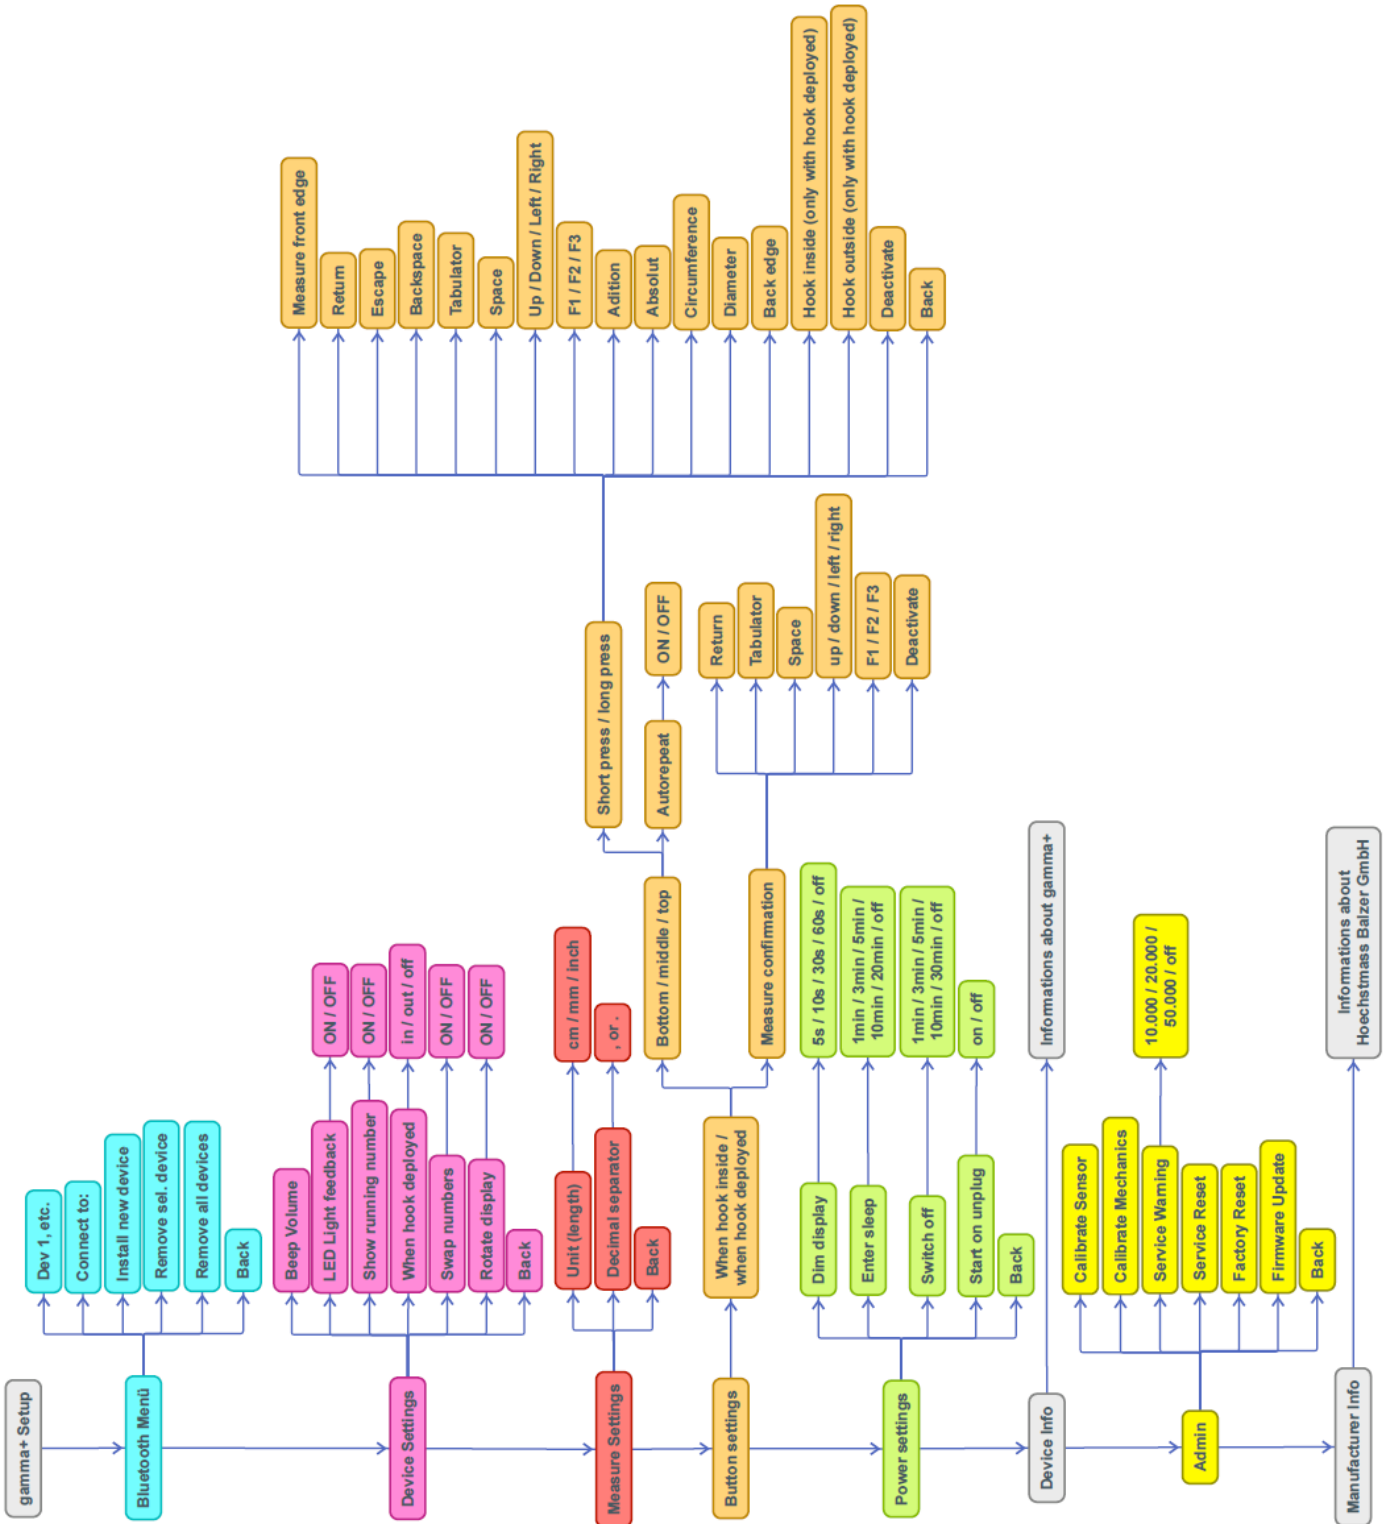 gamma+ Setup
Bluetooth Menü
Dev 1, etc.
Connect to:
Install new device
Remove sel. device
Remove all devices
Back
Device Settings
Beep Volume
LED Light feedback
ON / OFF
Show running number
ON / OFF
When hook deployed
in / out / off
Swap numbers
ON / OFF
Rotate display
ON / OFF
Back
Measure Settings
Unit (length)
cm / mm / inch
Decimal separator
, or .
Back
Button settings
When hook inside /
when hook deployed
Bottom / middle / top
Short press / long press
Measure front edge
Return
Escape
Backspace
Tabulator
Space
Up / Down / Left / Right
F1 / F2 / F3
Adition
Absolut
Circumference
Diameter
Back edge
Hook inside (only with hook deployed)
Hook outside (only with hook deployed)
Deactivate
Back
Autorepeat
ON / OFF
Measure confirmation
Return
Tabulator
Space
up / down / left / right
F1 / F2 / F3
Deactivate
Power settings
Dim display
5s / 10s / 30s / 60s / off
Enter sleep
1min / 3min / 5min /
10min / 20min / off
Switch off
1min / 3min / 5min /
10min / 30min / off
Start on unplug
on / off
Back
Device Info
Informations about gamma+
Admin
Calibrate Sensor
Calibrate Mechanics
Service Warning
10.000 / 20.000 /
50.000 / off
Service Reset
Factory Reset
Firmware Update
Back
Manufacturer Info
Informations about
Hoechstmass Balzer GmbH